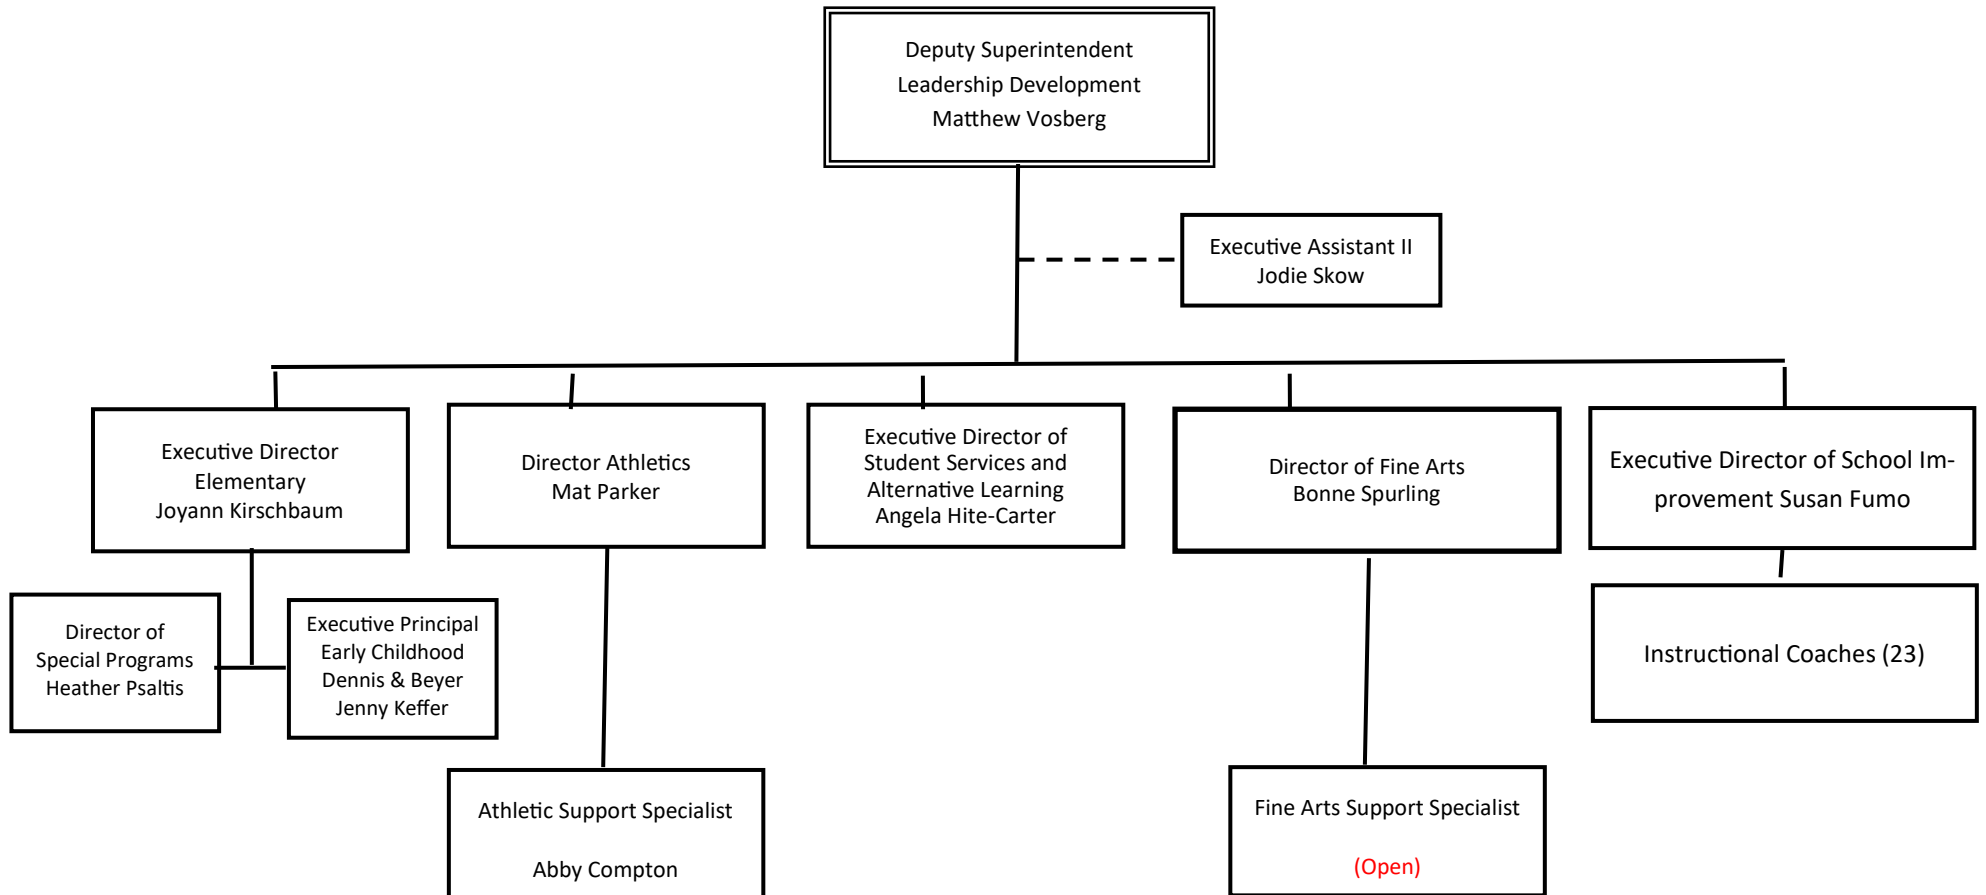 Deputy Superintendent
Leadership Development
Matthew Vosberg
Executive Assistant II
Jodie Skow
Executive Director
Elementary
Joyann Kirschbaum
Director Athletics
Mat Parker
Executive Director of
Student Services and
Alternative Learning
Angela Hite-Carter
Director of Fine Arts
Bonne Spurling
Executive Director of School Im-
provement Susan Fumo
Director of
Special Programs
Heather Psaltis
Executive Principal
Early Childhood
Dennis & Beyer
Jenny Keffer
Instructional Coaches (23)
Athletic Support Specialist
Abby Compton
Fine Arts Support Specialist
(Open)